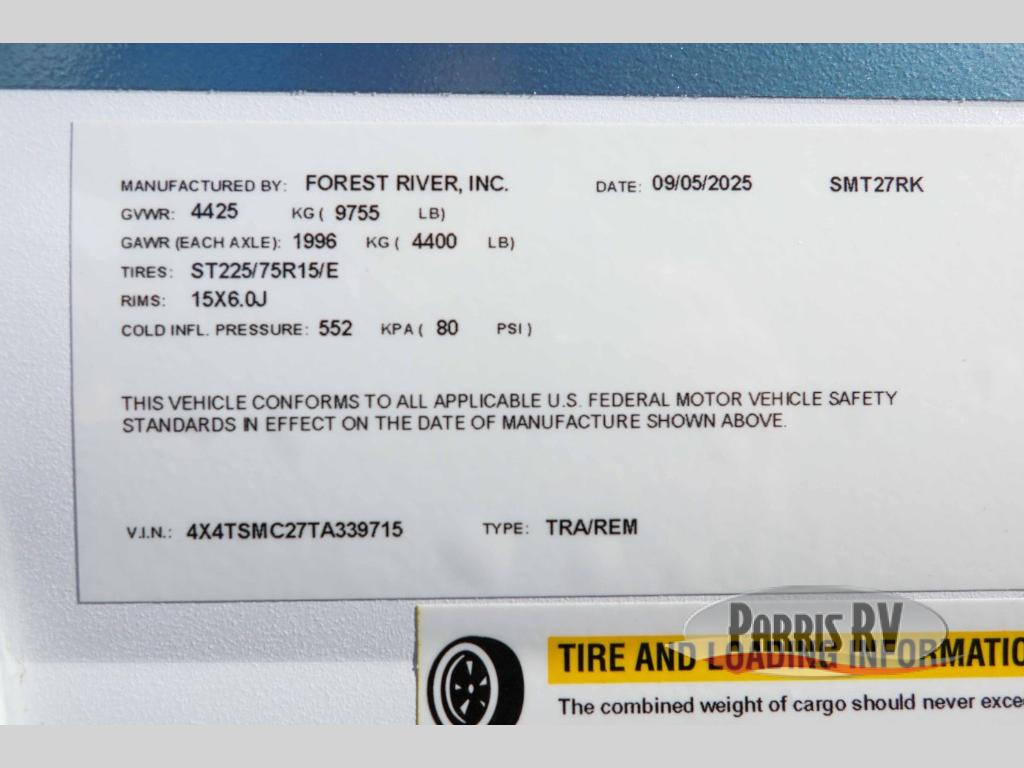 MANUFACTURED BY: FOREST RIVER, INC. DATE: 09/05/2025 SMT27RK
GVWR: 4425 KG ( 9755 LB)
GAWR (EACH AXLE): 1996 KG ( 4400 LB)
TIRES: ST225/75R15/E
RIMS: 15X6.0J
COLD INFL. PRESSURE: 552 KPA ( 80 PSI )
THIS VEHICLE CONFORMS TO ALL APPLICABLE U.S. FEDERAL MOTOR VEHICLE SAFETY
STANDARDS IN EFFECT ON THE DATE OF MANUFACTURE SHOWN ABOVE.
V.I.N.: 4X4TSMC27TA339715 TYPE: TRA/REM
PARRIS RV
TIRE AND LOADING INFORMATIO
The combined weight of cargo should never exce